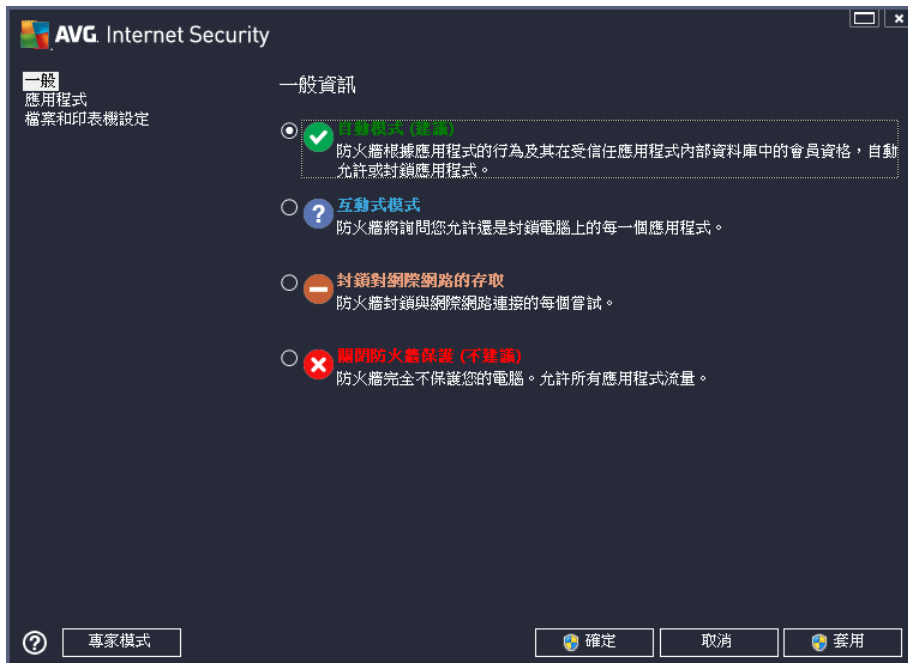 AVG. Internet Security
一般
應用程式
檔案和印表機設定
一般資訊
自動模式 (建議)
防火牆根據應用程式的行為及其在受信任應用程式內部資料庫中的會員資格，自動
允許或封鎖應用程式。
互動式模式
防火牆將詢問您允許還是封鎖電腦上的每一個應用程式。
封鎖對網際網路的存取
防火牆封鎖與網際網路連接的每個嘗試。
關閉防火牆保護 (不建議)
防火牆完全不保護您的電腦。允許所有應用程式流量。
專家模式
確定
取消
套用